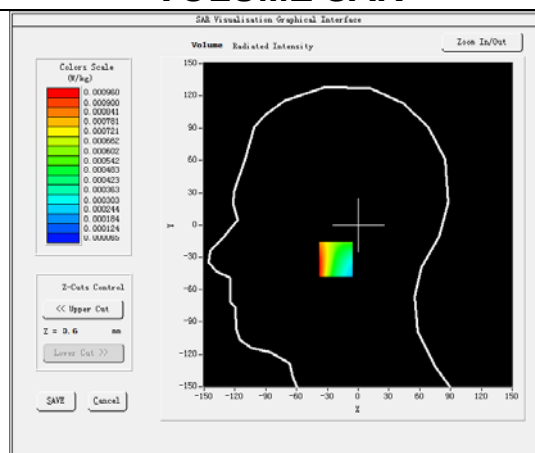 SAR Visualisation Graphical Interface
Volume Radiated Intensity
Zoom In/Out
Colors Scale
(W/kg)
0.000960
0.000900
0.000841
0.000781
0.000721
0.000662
0.000602
0.000542
0.000483
0.000423
0.000363
0.000303
0.000244
0.000184
0.000124
0.000065
150
90
60
30
Y
0
-30
-60
-90
-120
-150
-150 -120 -90 -60 -30 0 30 60 90 120 150
X
Z-Cuts Control
<< Upper Cut
Z = 3.6 mm
Lower Cut >>
SAVE Cancel